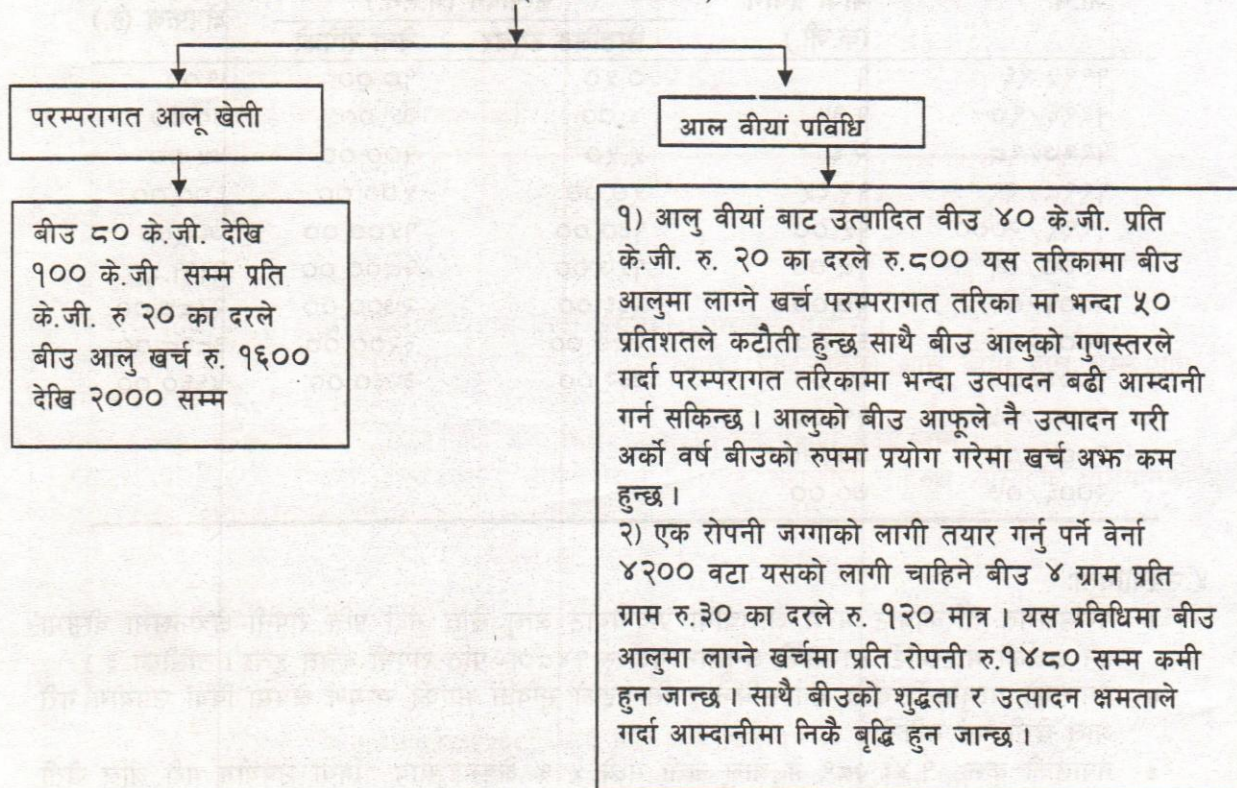 परम्परागत आलू खेती
आल वीयां प्रविधि
बीउ ८० के.जी. देखि
१०० के.जी. सम्म प्रति
के.जी. रु २० का दरले
बीउ आलु खर्च रु. १६००
देखि २००० सम्म
१) आलु वीयां बाट उत्पादित वीउ ४० के.जी. प्रति
के.जी. रु. २० का दरले रु.८०० यस तरिकामा बीउ
आलुमा लाग्ने खर्च परम्परागत तरिका मा भन्दा ५०
प्रतिशतले कटौती हुन्छ साथै बीउ आलुको गुणस्तरले
गर्दा परम्परागत तरिकामा भन्दा उत्पादन बढी आम्दानी
गर्न सकिन्छ । आलुको बीउ आफूले नै उत्पादन गरी
अर्को वर्ष बीउको रुपमा प्रयोग गरेमा खर्च अझ कम
हुन्छ ।
२) एक रोपनी जग्गाको लागी तयार गर्नु पर्ने वेर्ना
४२०० वटा यसको लागी चाहिने बीउ ४ ग्राम प्रति
ग्राम रु.३० का दरले रु. १२० मात्र । यस प्रविधिमा बीउ
आलुमा लाग्ने खर्चमा प्रति रोपनी रु.१४८० सम्म कमी
हुन जान्छ । साथै बीउको शुद्धता र उत्पादन क्षमताले
गर्दा आम्दानीमा निकै बृद्धि हुन जान्छ ।